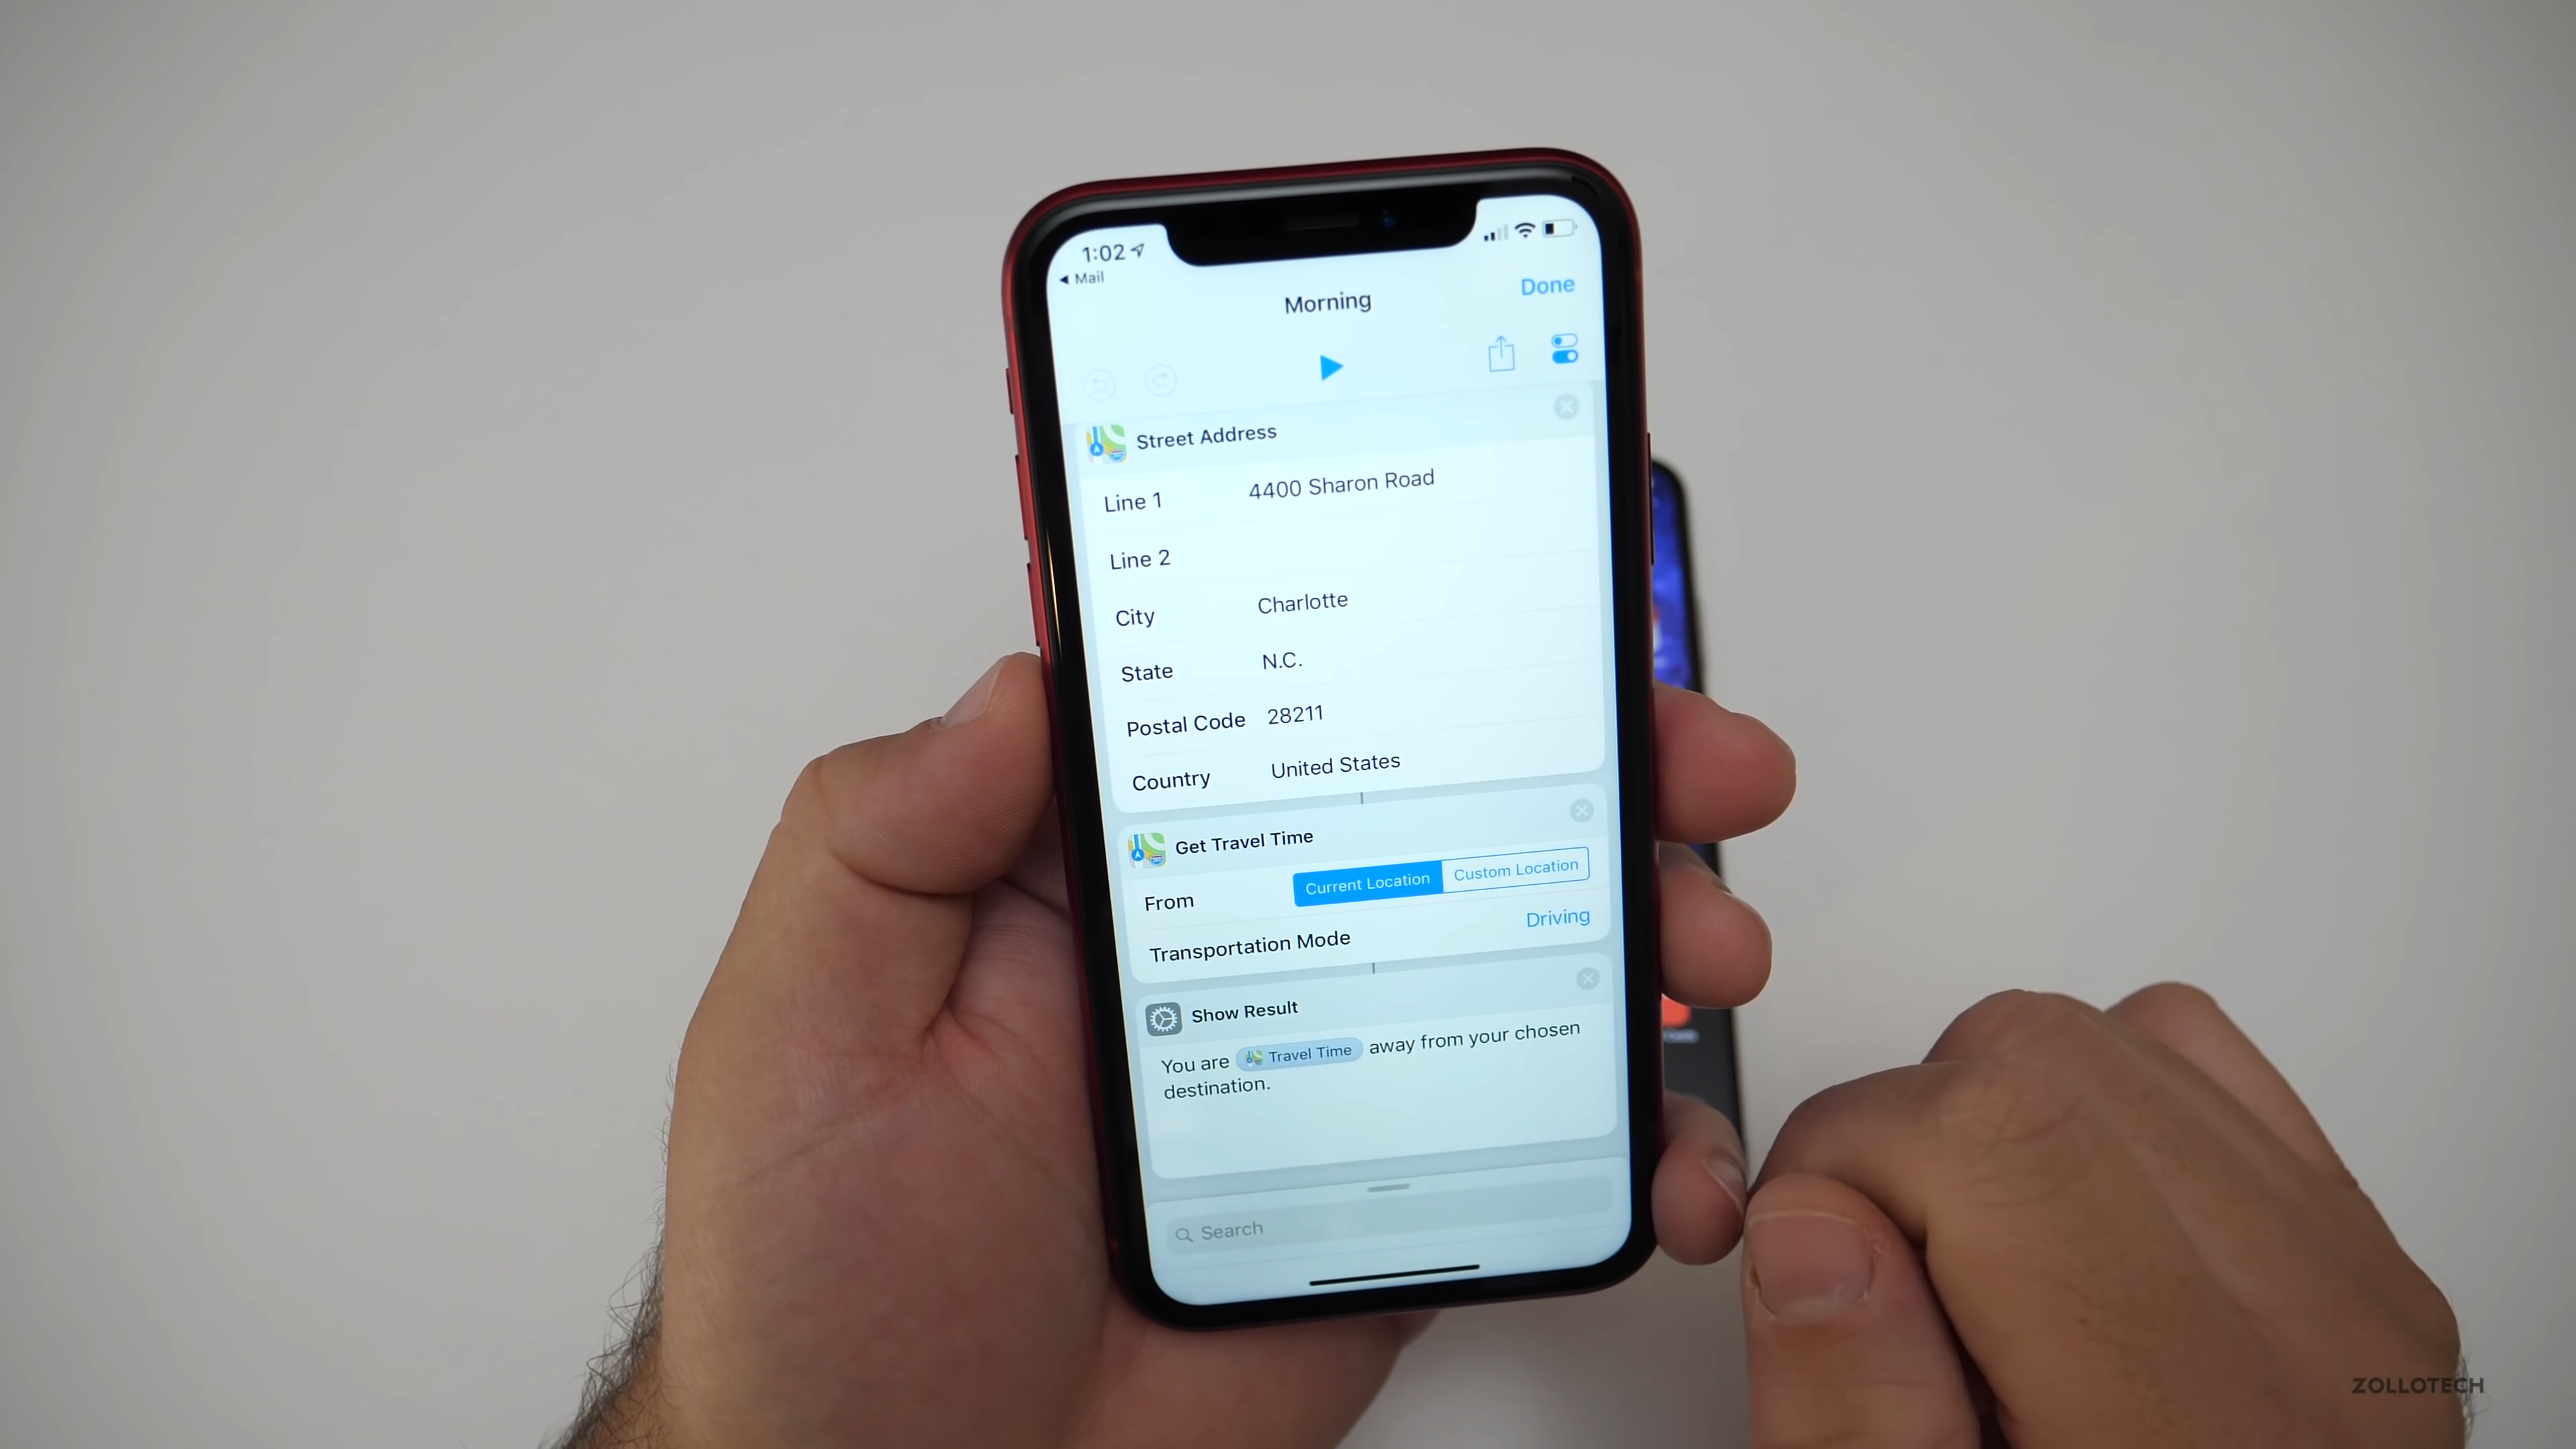 1:02
Mail
Done
Morning
Street Address
Line 1 4400 Sharon Road
Line 2
City Charlotte
State N.C.
Postal Code 28211
Country United States
Get Travel Time
From Current Location Custom Location
Transportation Mode Driving
Show Result
You are Travel Time away from your chosen
destination.
Search
ZOLLOTECH